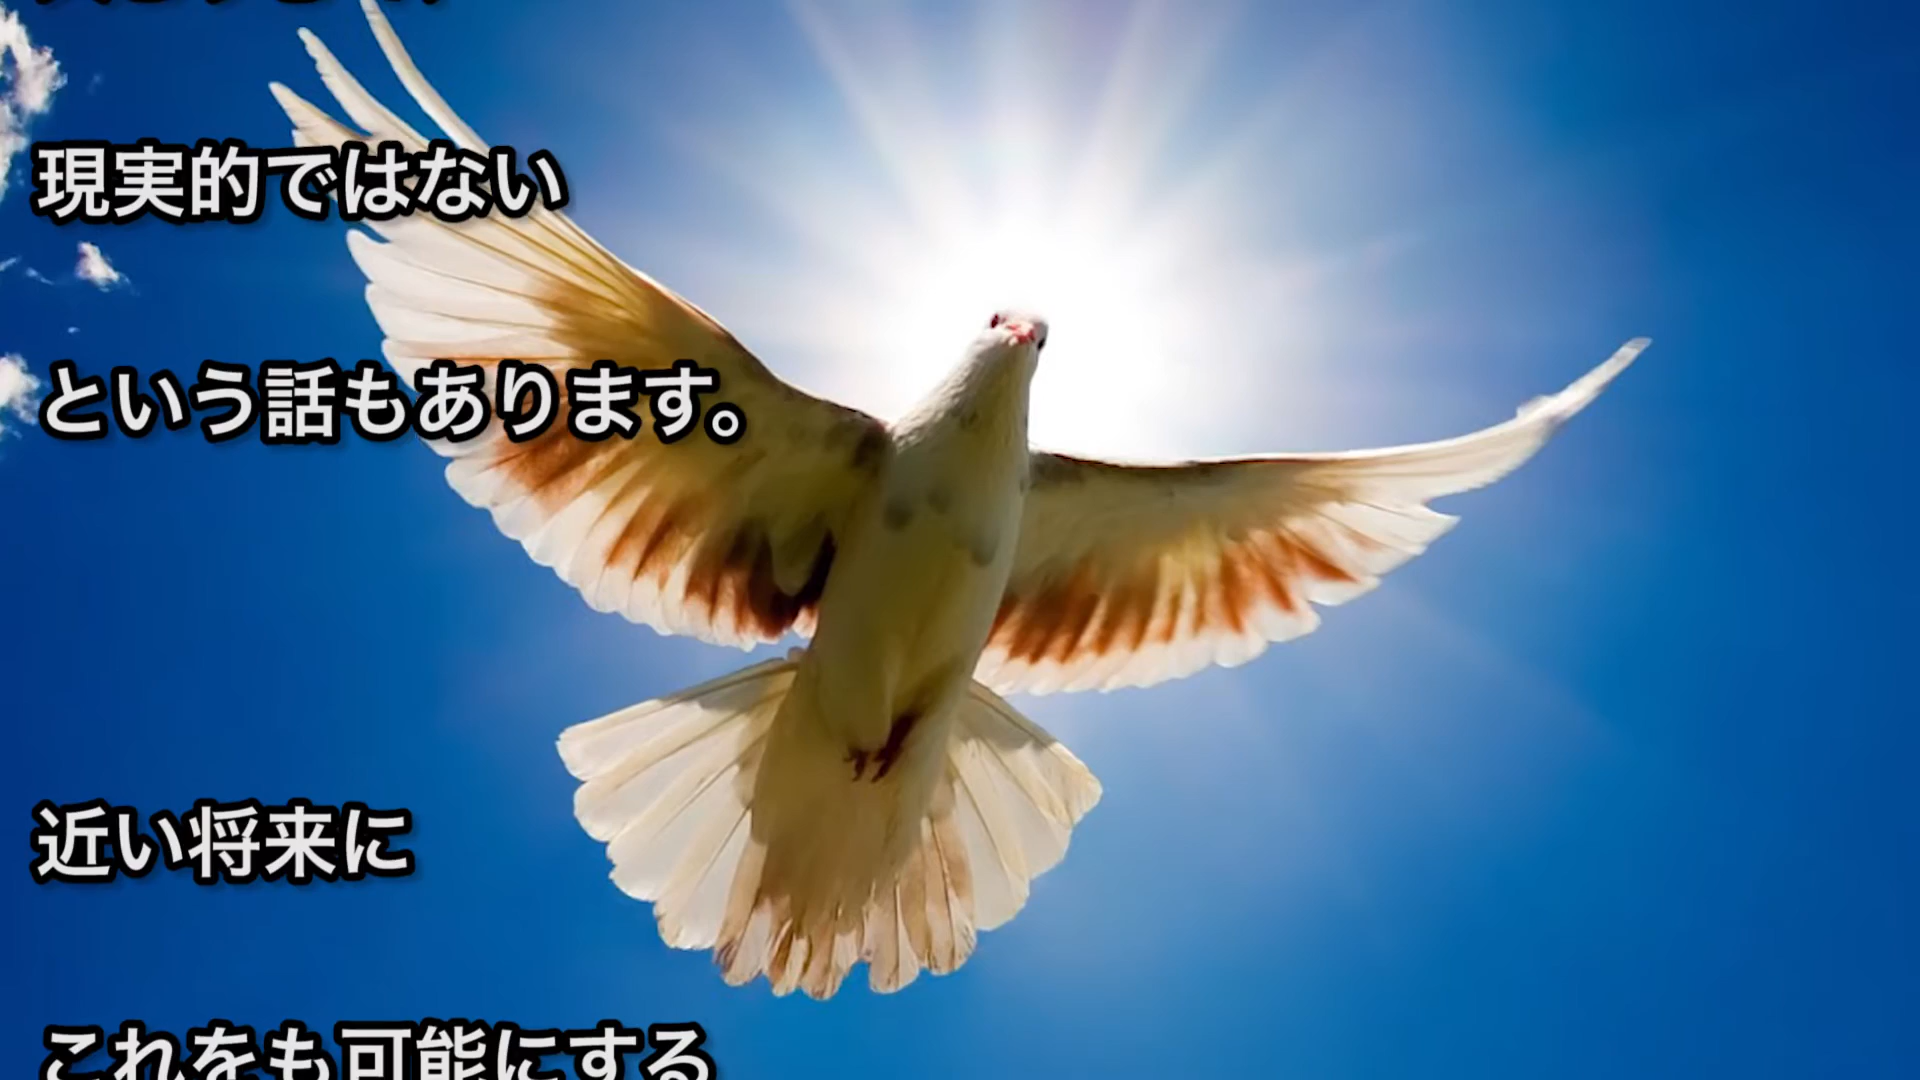 現実的ではない
という話もあります。
近い将来に
これをも可能にする